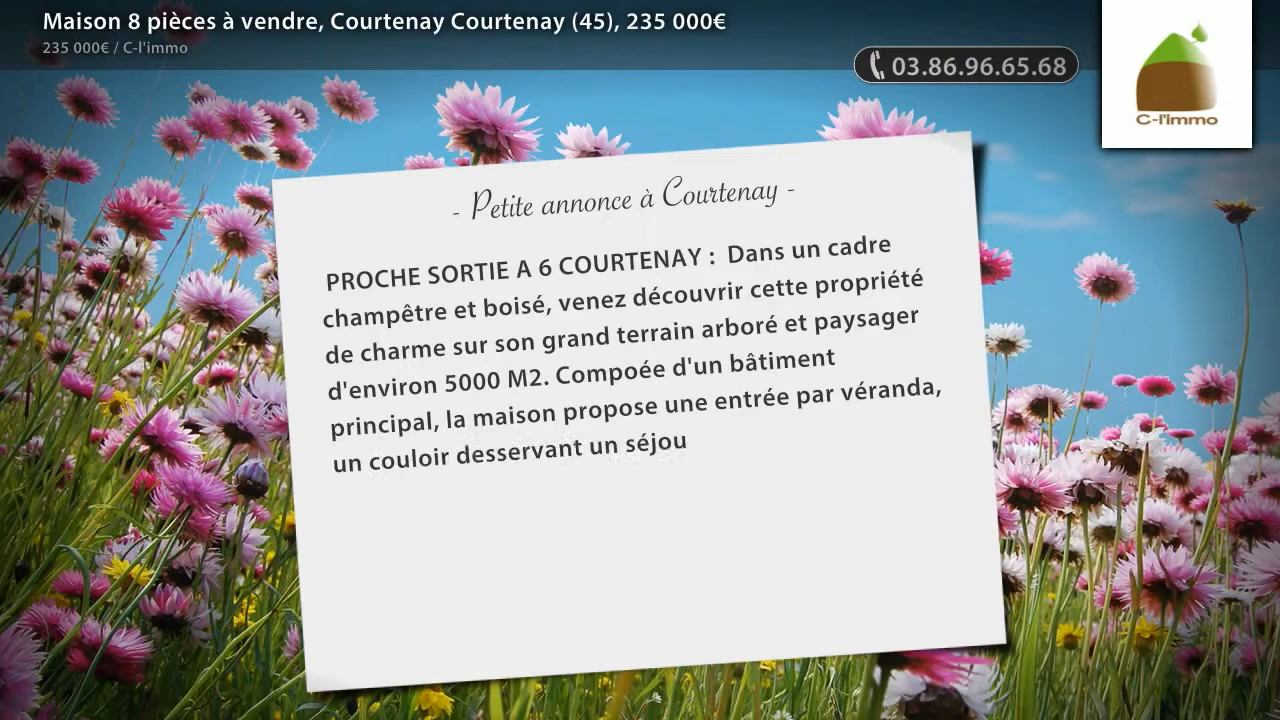 Maison 8 pièces à vendre, Courtenay Courtenay (45), 235 000€
235 000€ / C-l'immo
03.86.96.65.68
C-l'immo
- Petite annonce à Courtenay -
PROCHE SORTIE A 6 COURTENAY :  Dans un cadre
champêtre et boisé, venez découvrir cette propriété
de charme sur son grand terrain arboré et paysager
d'environ 5000 M2. Compoée d'un bâtiment
principal, la maison propose une entrée par véranda,
un couloir desservant un séjou